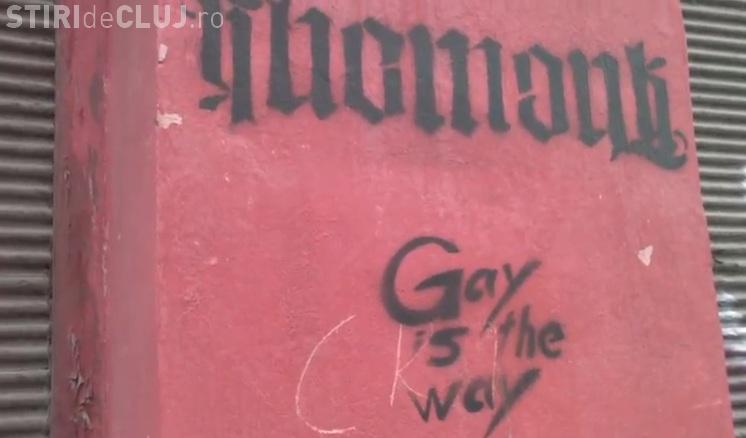 STIRIdeCLUJ.ro
Gay
is the
way